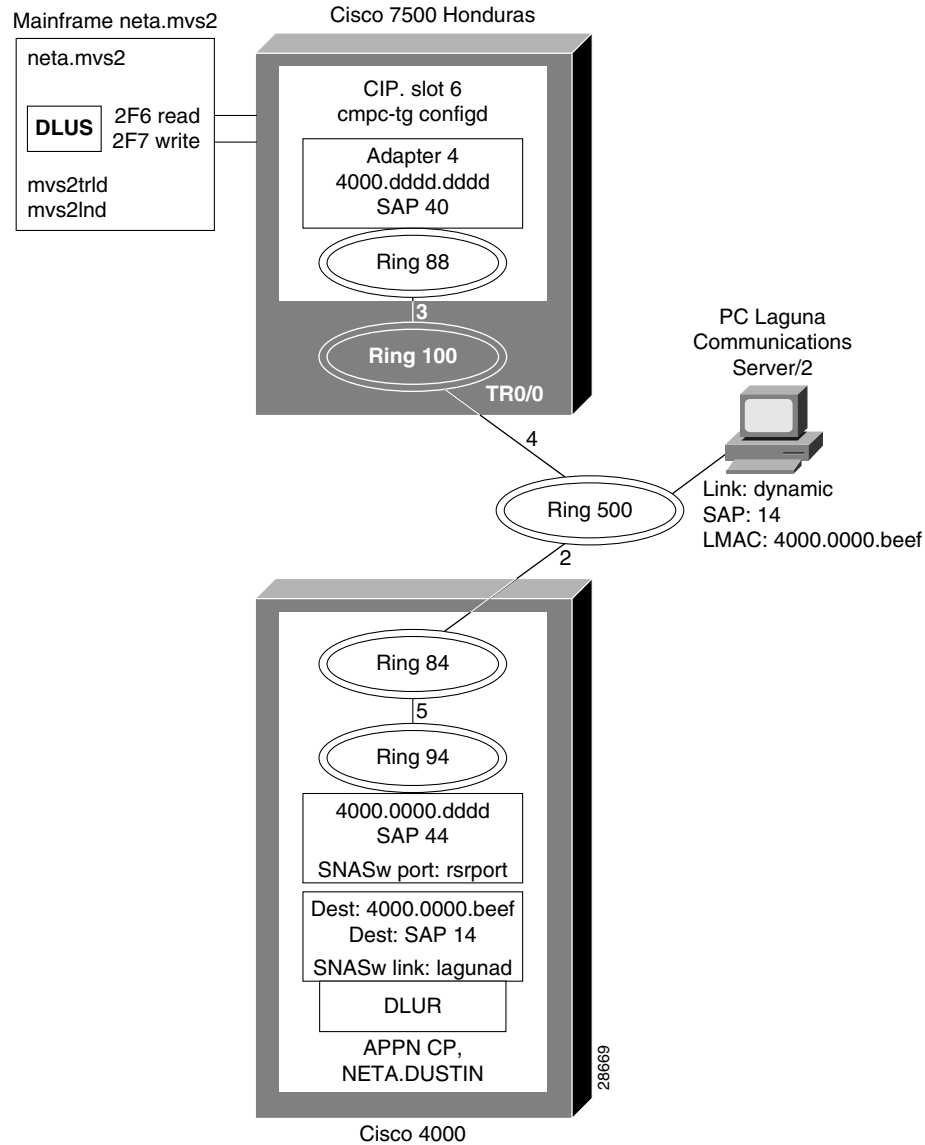 Mainframe neta.mvs2
neta.mvs2
DLUS
2F6 read
2F7 write
mvs2trld
mvs2lnd
Cisco 7500 Honduras
CIP. slot 6
cmpc-tg configd
Adapter 4
4000.dddd.dddd
SAP 40
Ring 88
3
Ring 100
TR0/0
4
PC Laguna
Communications
Server/2
Link: dynamic
SAP: 14
LMAC: 4000.0000.beef
Ring 500
2
Ring 84
5
Ring 94
4000.0000.dddd
SAP 44
SNASw port: rsrport
Dest: 4000.0000.beef
Dest: SAP 14
SNASw link: lagunad
DLUR
APPN CP,
NETA.DUSTIN
28669
Cisco 4000